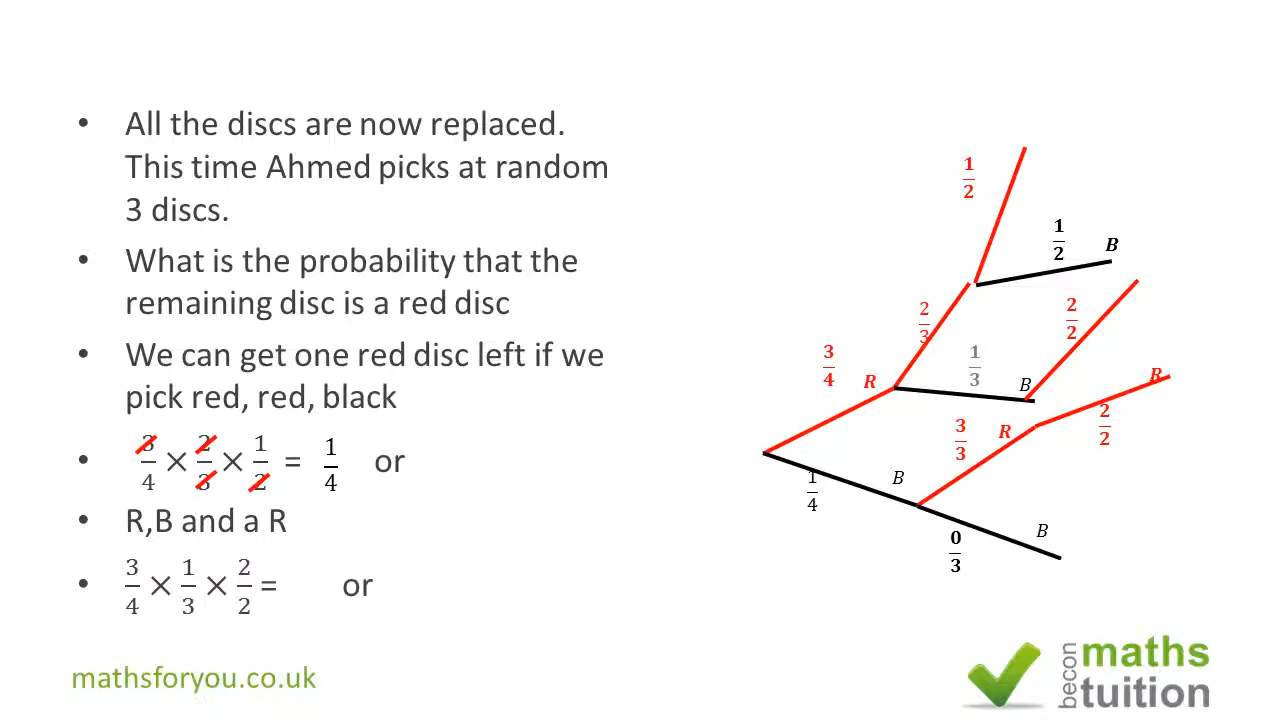 All the discs are now replaced.
This time Ahmed picks at random
3 discs.
What is the probability that the
remaining disc is a red disc
We can get one red disc left if we
pick red, red, black
3/4 × 2/3 × 1/2 = 1/4 or
R,B and a R
3/4 × 1/3 × 2/2 = or
1/2
1/2 B
2/3
2/2
3/4 R
1/3 B
R
3/3 R
2/2
1/4 B
0/3 B
mathsforyou.co.uk
becon maths tuition